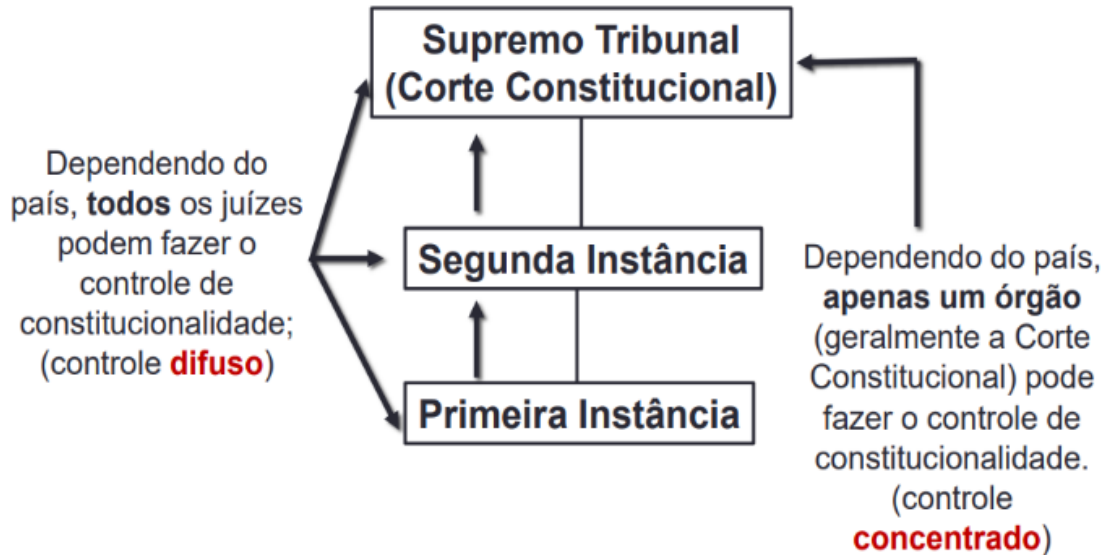 Supremo Tribunal
(Corte Constitucional)
Dependendo do
país, todos os juízes
podem fazer o
controle de
constitucionalidade;
(controle difuso)
Segunda Instância
Primeira Instância
Dependendo do país,
apenas um órgão
(geralmente a Corte
Constitucional) pode
fazer o controle de
constitucionalidade.
(controle
concentrado)